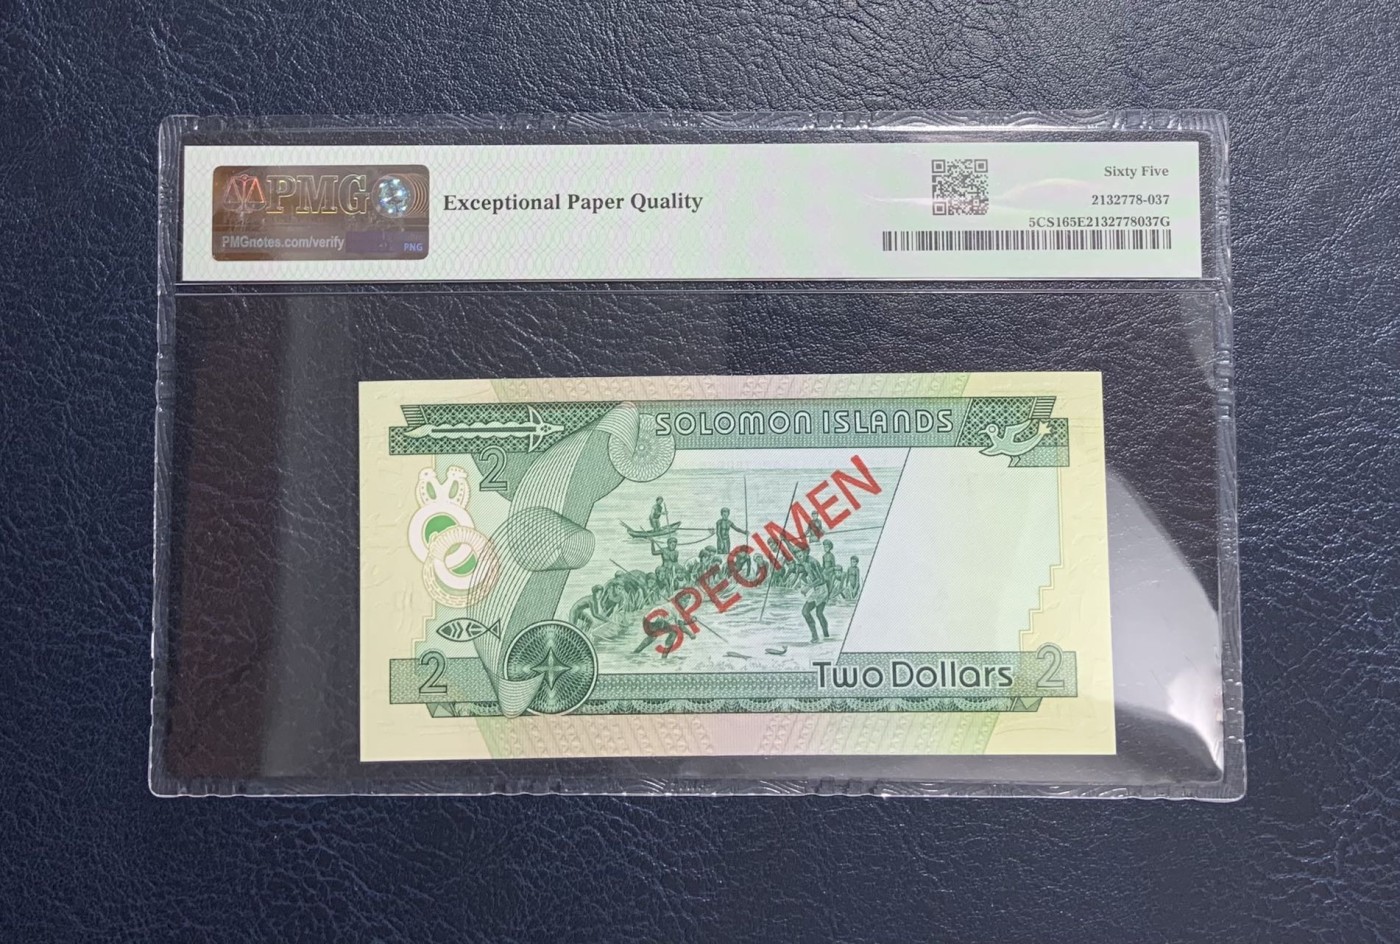 PMG
PMGnotes.com/verify
PNG
Exceptional Paper Quality
Sixty Five
2132778-037
5CS165E2132778037G
SOLOMON ISLANDS
2
SPECIMEN
2
Two Dollars
2